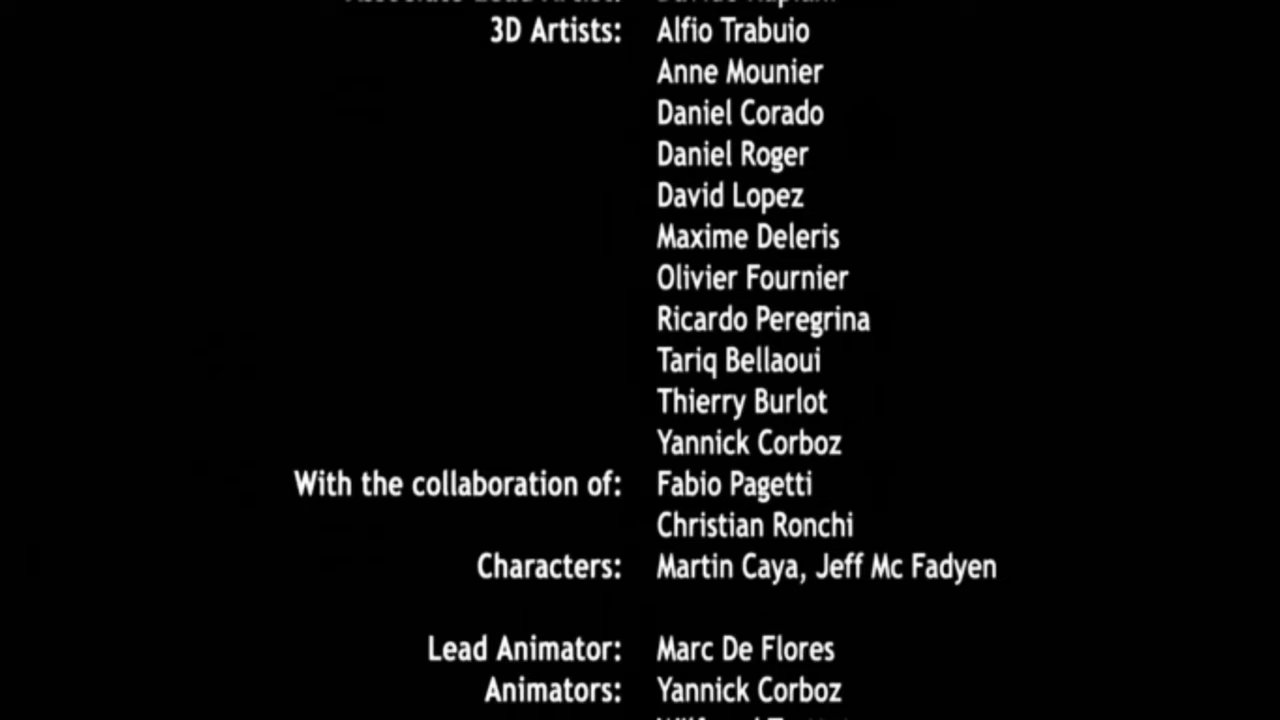 3D Artists: Alfio Trabuio
Anne Mounier
Daniel Corado
Daniel Roger
David Lopez
Maxime Deleris
Olivier Fournier
Ricardo Peregrina
Tariq Bellaoui
Thierry Burlot
Yannick Corboz
With the collaboration of: Fabio Pagetti
Christian Ronchi
Characters: Martin Caya, Jeff Mc Fadyen
Lead Animator: Marc De Flores
Animators: Yannick Corboz